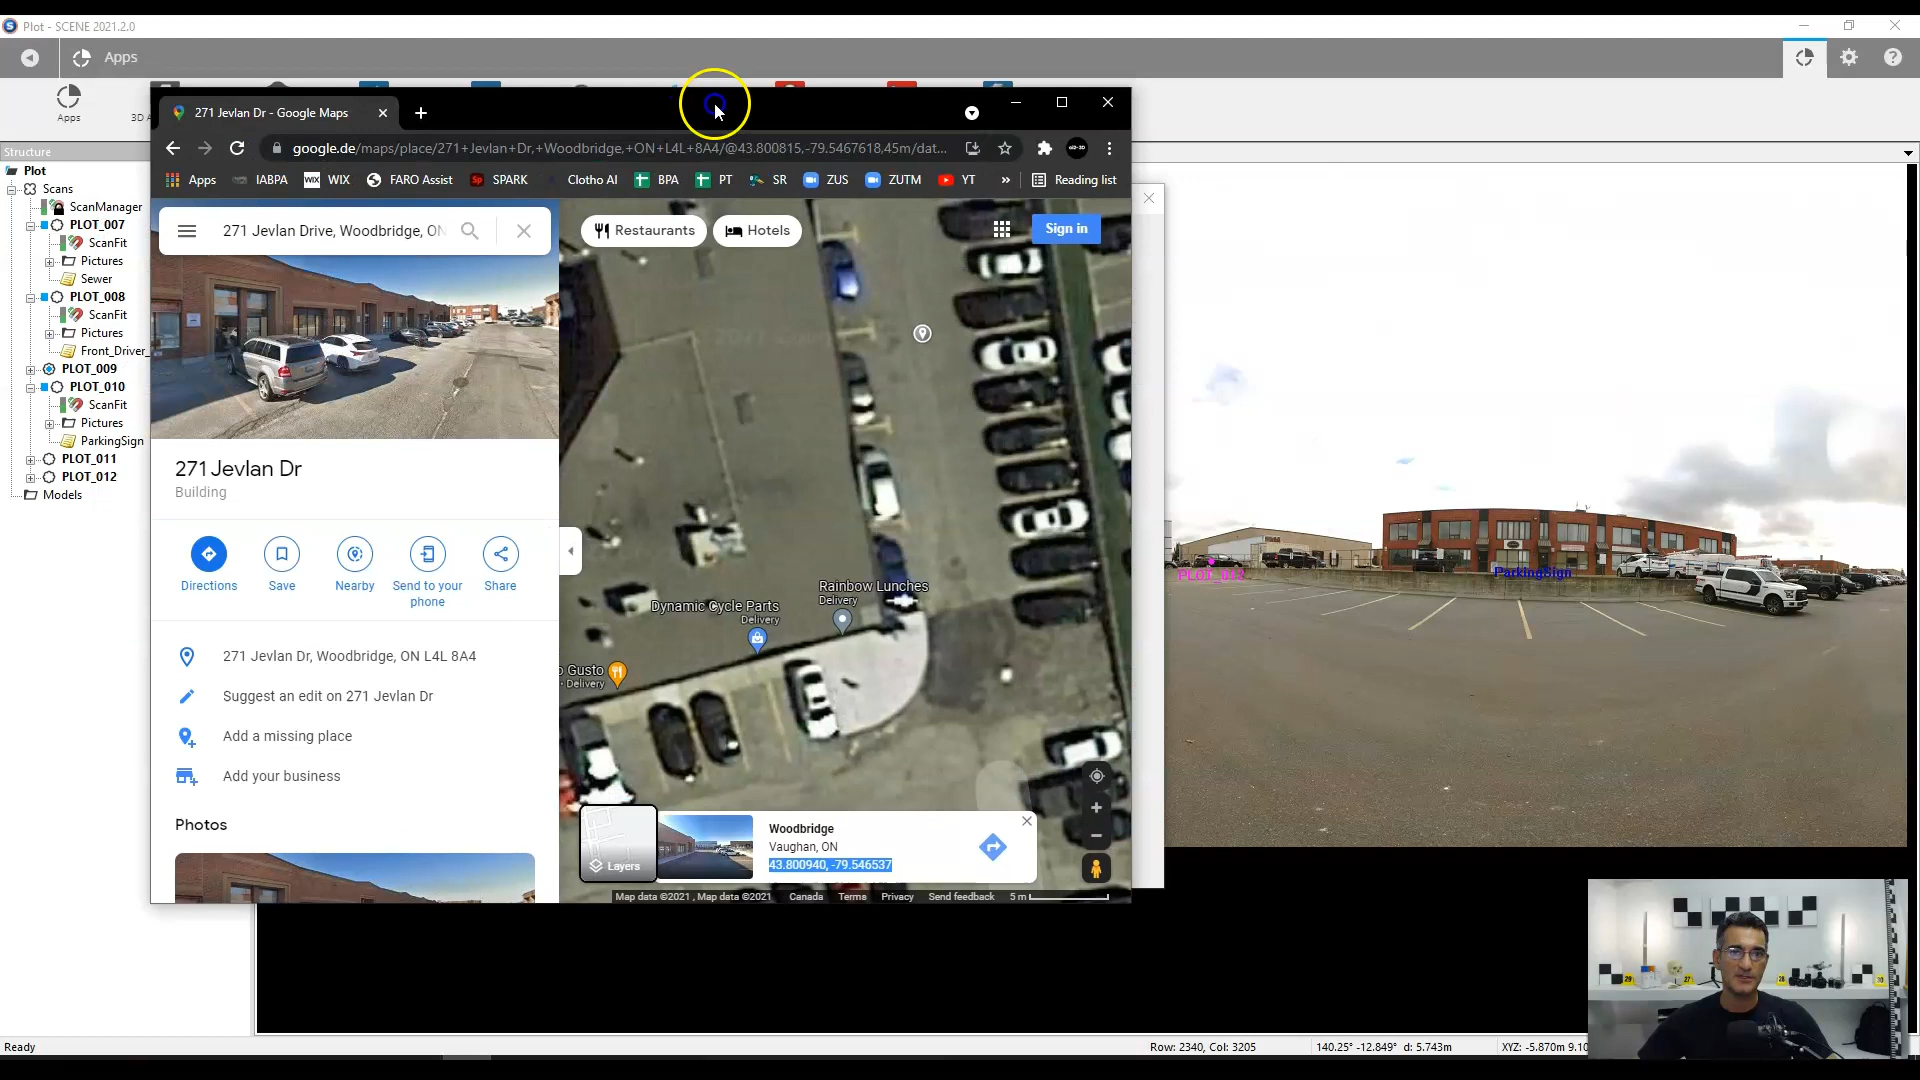 Plot - SCENE 2021.2.0
Apps
Apps
3D A
Structure
Plot
Scans
ScanManager
PLOT_007
ScanFit
Pictures
Sewer
PLOT_008
ScanFit
Pictures
Front_Driver_
PLOT_009
PLOT_010
ScanFit
Pictures
ParkingSign
PLOT_011
PLOT_012
Models
271 Jevlan Dr - Google Maps
google.de/maps/place/271+Jevlan+Dr,+Woodbridge,+ON+L4L+8A4/@43.800815,-79.5467618,45m/dat...
Apps IABPA WIX FARO Assist SPARK Clotho AI BPA PT SR ZUS ZUTM YT » Reading list
271 Jevlan Drive, Woodbridge, ON
Restaurants
Hotels
Sign in
271 Jevlan Dr
Building
Directions
Save
Nearby
Send to your
phone
Share
271 Jevlan Dr, Woodbridge, ON L4L 8A4
Suggest an edit on 271 Jevlan Dr
Add a missing place
Add your business
Photos
Rainbow Lunches
Delivery
Dynamic Cycle Parts
Delivery
o Gusto
· Delivery
Layers
Woodbridge
Vaughan, ON
43.800940, -79.546537
Map data ©2021 , Map data ©2021 Canada Terms Privacy Send feedback 5 m
PLOT_012
ParkingSign
29
27
28
30
Ready
Row: 2340, Col: 3205
140.25° -12.849° d: 5.743m
XYZ: -5.870m 9.10